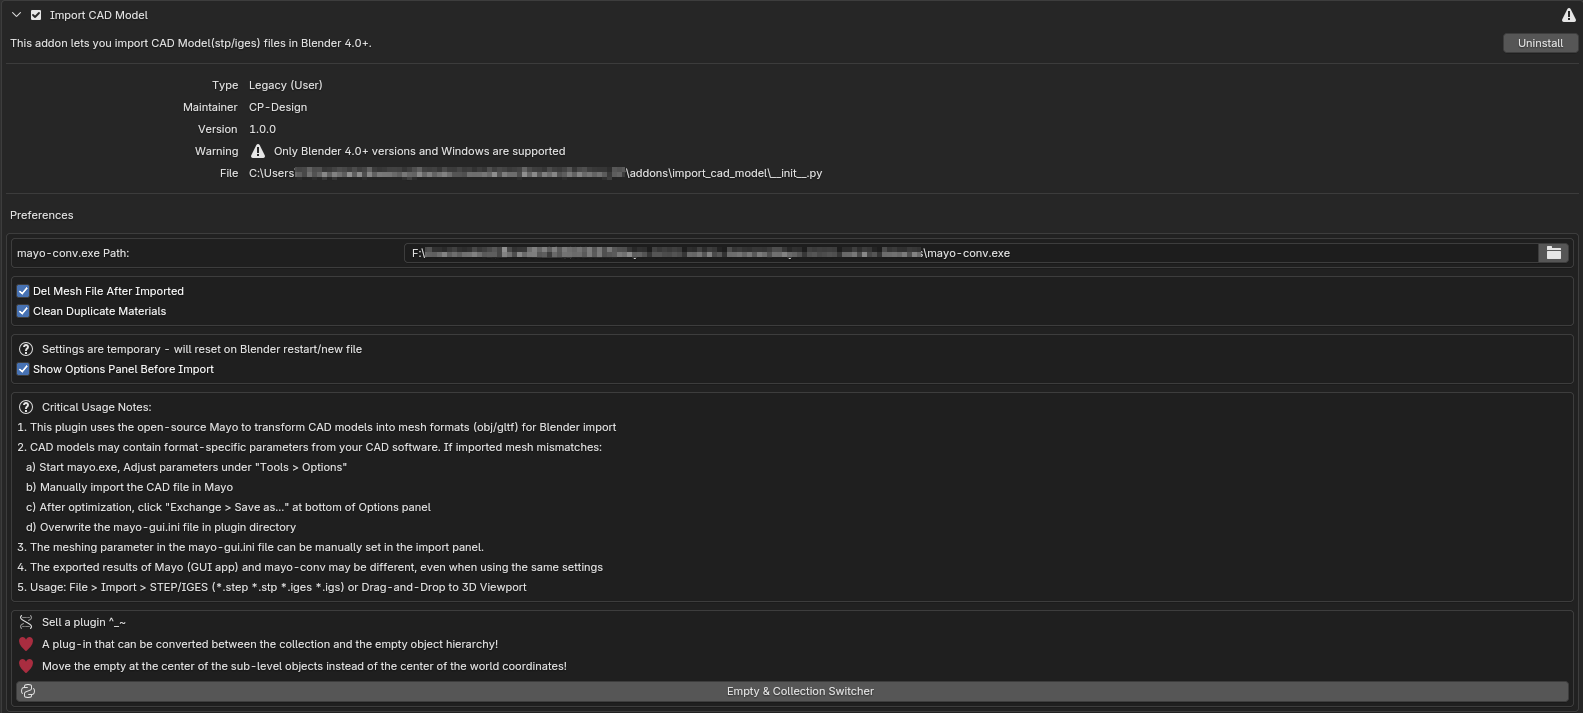 Import CAD Model
This addon lets you import CAD Model(stp/iges) files in Blender 4.0+.
Uninstall
Type Legacy (User)
Maintainer CP-Design
Version 1.0.0
Warning Only Blender 4.0+ versions and Windows are supported
File C:\Users \addons\import_cad_model\__init__.py
Preferences
mayo-conv.exe Path: F:\ \mayo-conv.exe
Del Mesh File After Imported
Clean Duplicate Materials
Settings are temporary - will reset on Blender restart/new file
Show Options Panel Before Import
Critical Usage Notes:
1. This plugin uses the open-source Mayo to transform CAD models into mesh formats (obj/gltf) for Blender import
2. CAD models may contain format-specific parameters from your CAD software. If imported mesh mismatches:
a) Start mayo.exe, Adjust parameters under "Tools > Options"
b) Manually import the CAD file in Mayo
c) After optimization, click "Exchange > Save as..." at bottom of Options panel
d) Overwrite the mayo-gui.ini file in plugin directory
3. The meshing parameter in the mayo-gui.ini file can be manually set in the import panel.
4. The exported results of Mayo (GUI app) and mayo-conv may be different, even when using the same settings
5. Usage: File > Import > STEP/IGES (*.step *.stp *.iges *.igs) or Drag-and-Drop to 3D Viewport
Sell a plugin ^_~
A plug-in that can be converted between the collection and the empty object hierarchy!
Move the empty at the center of the sub-level objects instead of the center of the world coordinates!
Empty & Collection Switcher